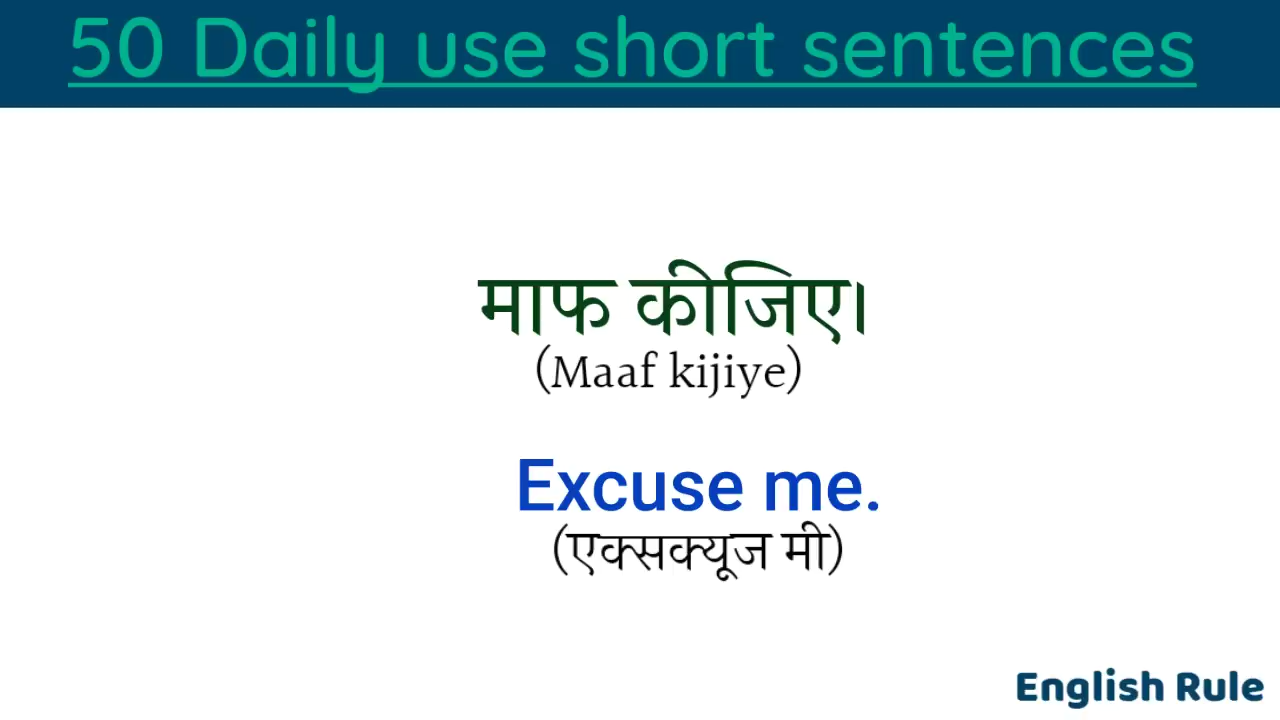 50 Daily use short sentences
माफ कीजिए।
(Maaf kijiye)
Excuse me.
(एक्सक्यूज मी)
English Rule